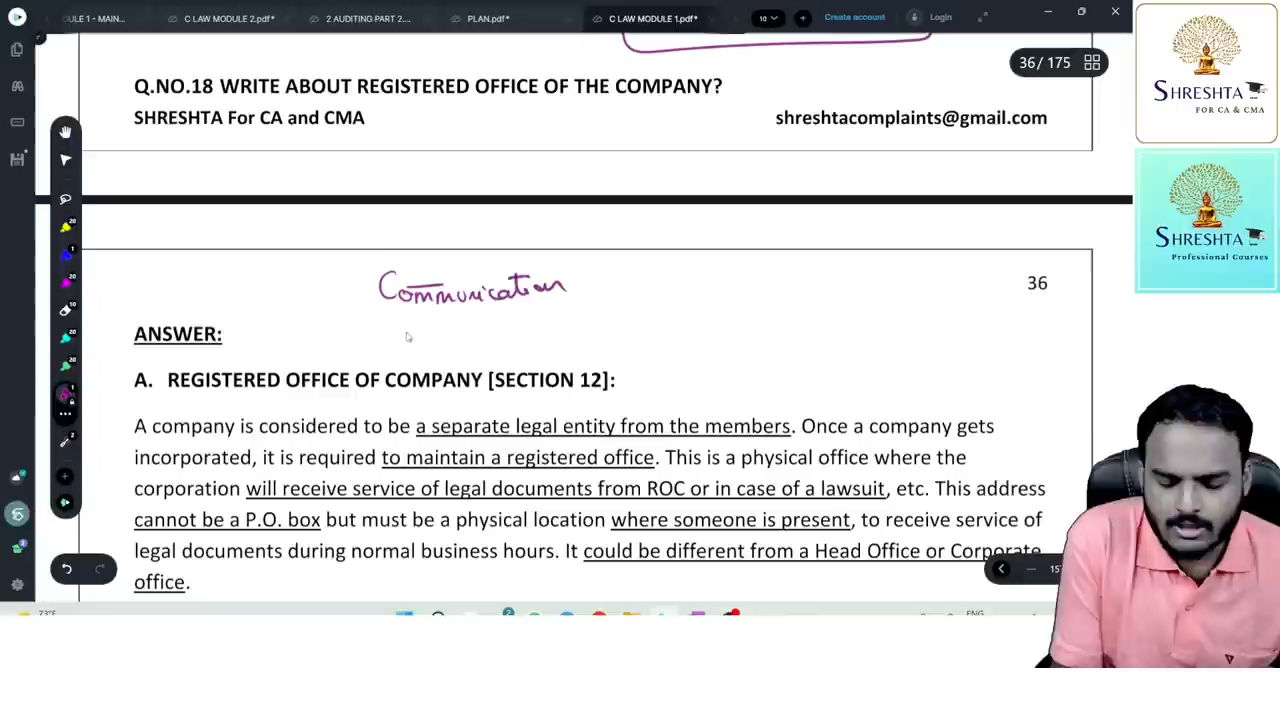 C LAW MODULE 2.pdf*
2 AUDITING PART 2....
PLAN.pdf*
C LAW MODULE 1.pdf*
10
Create account
Login
36 / 175
Q.NO.18 WRITE ABOUT REGISTERED OFFICE OF THE COMPANY?
SHRESHTA For CA and CMA
shreshtacomplaints@gmail.com
SHRESHTA
FOR CA & CMA
SHRESHTA
Professional Courses
Communication
36
ANSWER:
A. REGISTERED OFFICE OF COMPANY [SECTION 12]:
A company is considered to be a separate legal entity from the members. Once a company gets
incorporated, it is required to maintain a registered office. This is a physical office where the
corporation will receive service of legal documents from ROC or in case of a lawsuit, etc. This address
cannot be a P.O. box but must be a physical location where someone is present, to receive service of
legal documents during normal business hours. It could be different from a Head Office or Corporate
office.
73°F
ENG